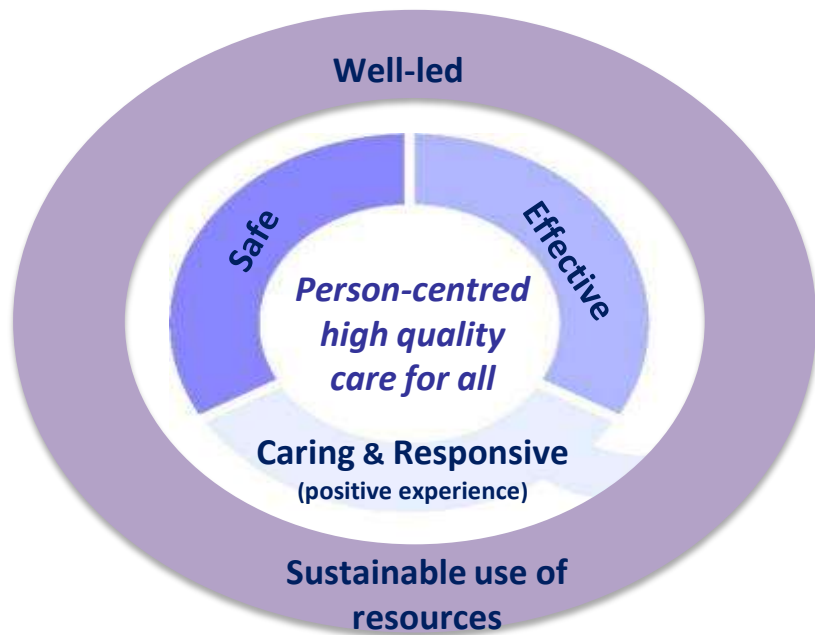 Well-led
Safe
Effective
Person-centred
high quality
care for all
Caring & Responsive
(positive experience)
Sustainable use of
resources